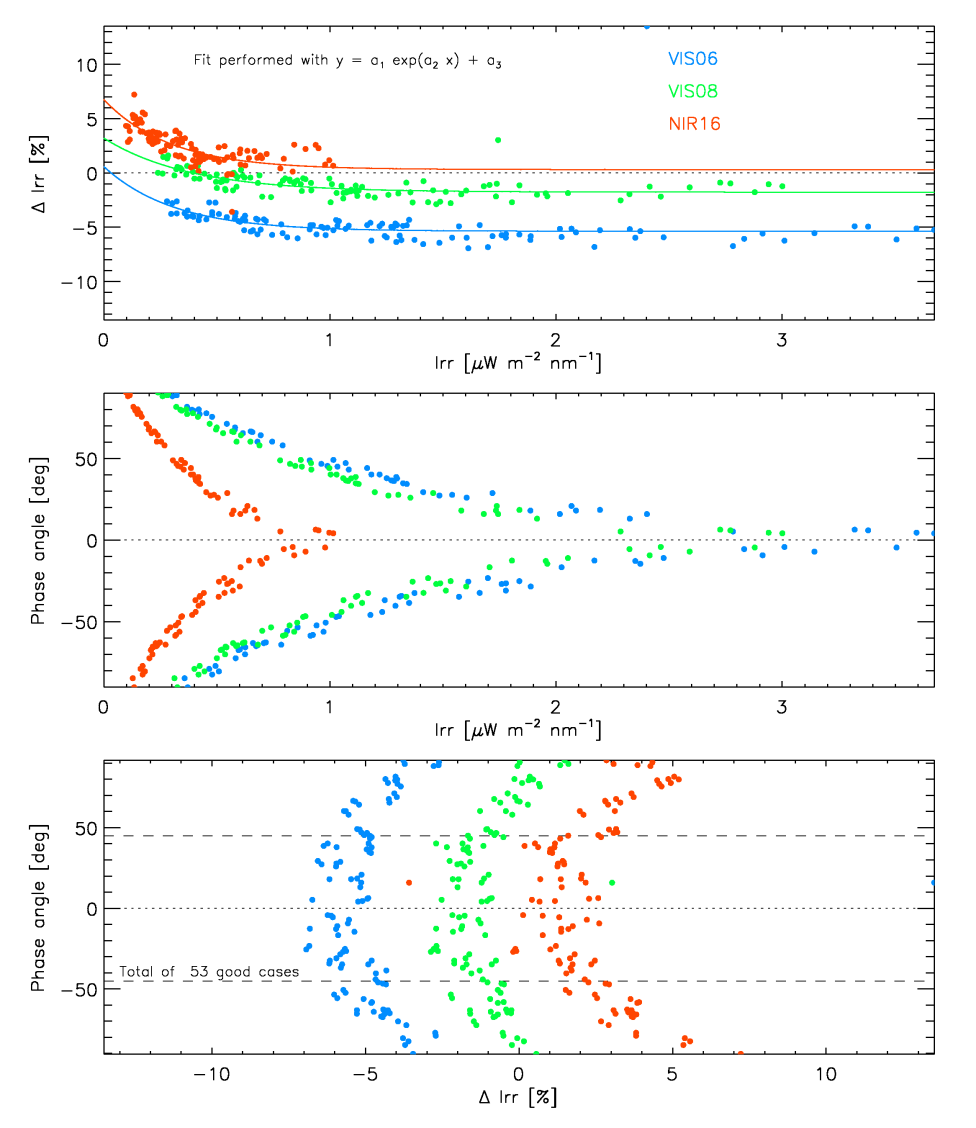 Fit performed with y = a₁ exp(a₂ x) + a₃
VIS06
VIS08
NIR16
10
5
0
−5
−10
Δ Irr [%]
0 1 2 3
Irr [μW m⁻² nm⁻¹]
50
0
−50
Phase angle [deg]
0 1 2 3
Irr [μW m⁻² nm⁻¹]
50
0
−50
Phase angle [deg]
Total of 53 good cases
−10 −5 0 5 10
Δ Irr [%]